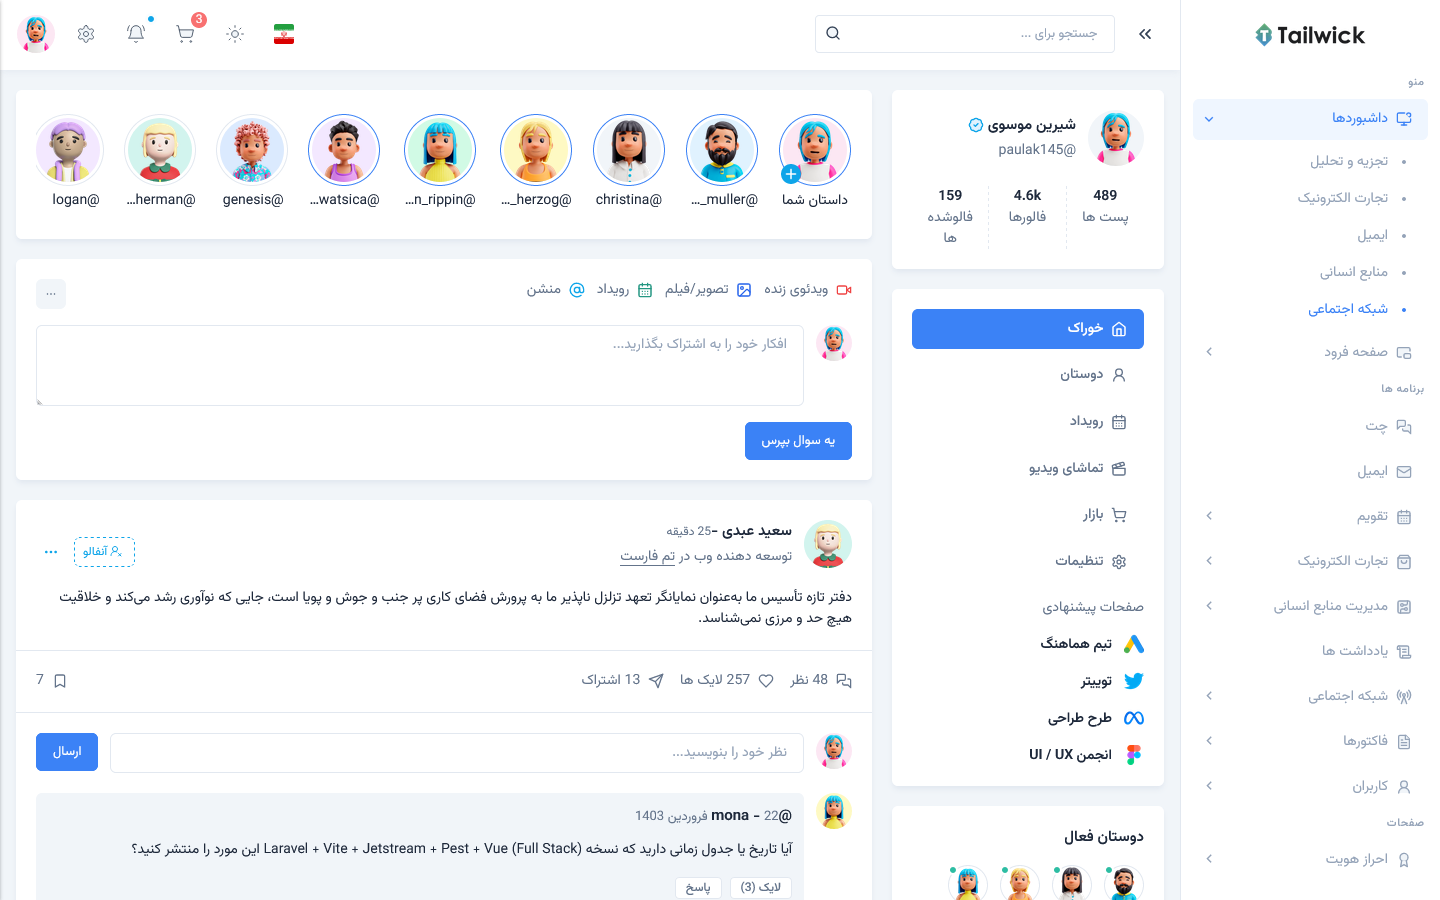 Tailwick
منو
داشبوردها
تجزیه و تحلیل
تجارت الکترونیک
ایمیل
منابع انسانی
شبکه اجتماعی
صفحه فرود
برنامه ها
چت
ایمیل
تقویم
تجارت الکترونیک
مدیریت منابع انسانی
یادداشت ها
شبکه اجتماعی
فاکتورها
کاربران
صفحات
احراز هویت
جستجو برای ...
3
شیرین موسوی
@paulak145
489
پست ها
4.6k
فالورها
159
فالوشده
ها
خوراک
دوستان
رویداد
تماشای ویدیو
بازار
تنظیمات
صفحات پیشنهادی
تیم هماهنگ
توییتر
طرح طراحی
انجمن UI / UX
دوستان فعال
داستان شما
@muller_...
@christina
@herzog_...
@n_rippin...
@watsica...
@genesis
@herman...
@logan
ویدئوی زنده
تصویر/فیلم
رویداد
منشن
...
افکار خود را به اشتراک بگذارید...
یه سوال بپرس
سعید عبدی -25 دقیقه
توسعه دهنده وب در تم فارست
آنفالو
دفتر تازه تأسیس ما به‌عنوان نمایانگر تعهد تزلزل ناپذیر ما به پرورش فضای کاری پر جنب و جوش و پویا است، جایی که نوآوری رشد می‌کند و خلاقیت
هیچ حد و مرزی نمی‌شناسد.
48 نظر
257 لایک ها
13 اشتراک
7
نظر خود را بنویسید...
ارسال
@mona - 22 فروردین 1403
آیا تاریخ یا جدول زمانی دارید که نسخه Laravel + Vite + Jetstream + Pest + Vue (Full Stack) این مورد را منتشر کنید؟
لایک (3)
پاسخ